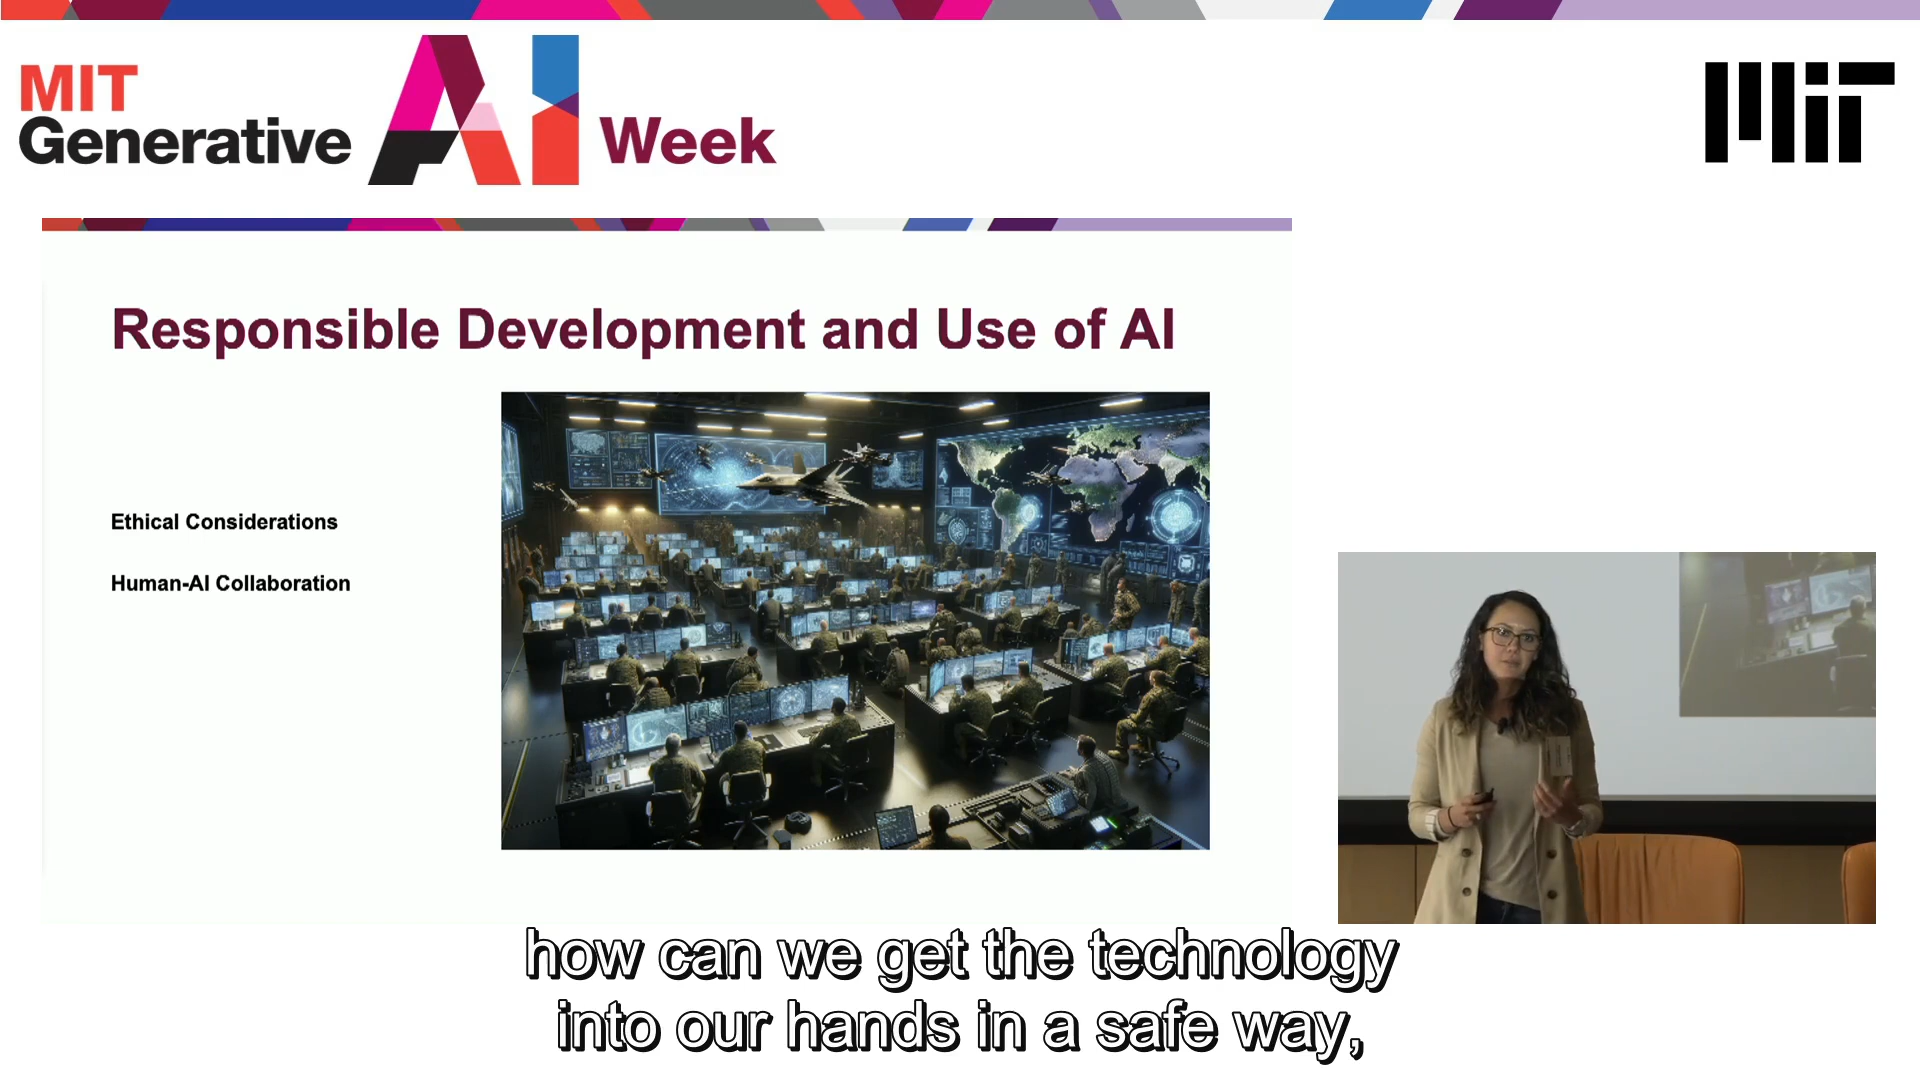 MIT
Generative AI Week
MIT
Responsible Development and Use of AI
Ethical Considerations
Human-AI Collaboration
how can we get the technology
into our hands in a safe way,